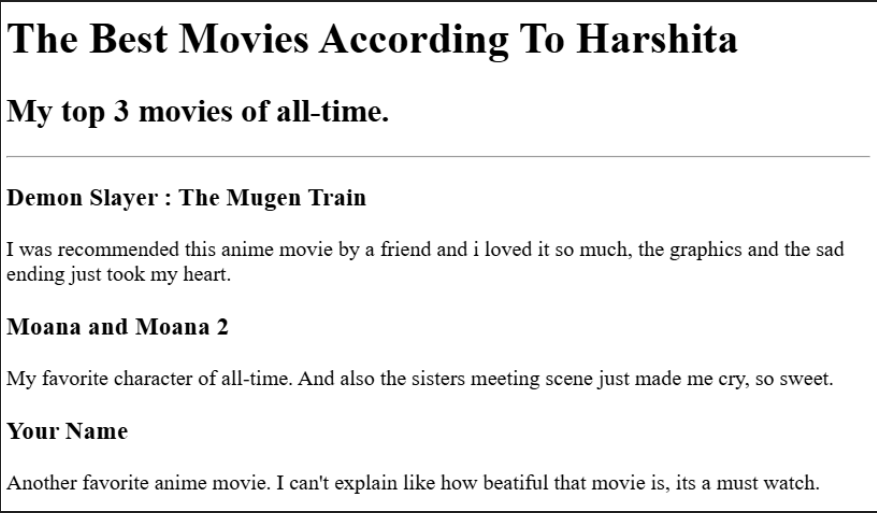 The Best Movies According To Harshita
My top 3 movies of all-time.
Demon Slayer : The Mugen Train
I was recommended this anime movie by a friend and i loved it so much, the graphics and the sad
ending just took my heart.
Moana and Moana 2
My favorite character of all-time. And also the sisters meeting scene just made me cry, so sweet.
Your Name
Another favorite anime movie. I can't explain like how beatiful that movie is, its a must watch.